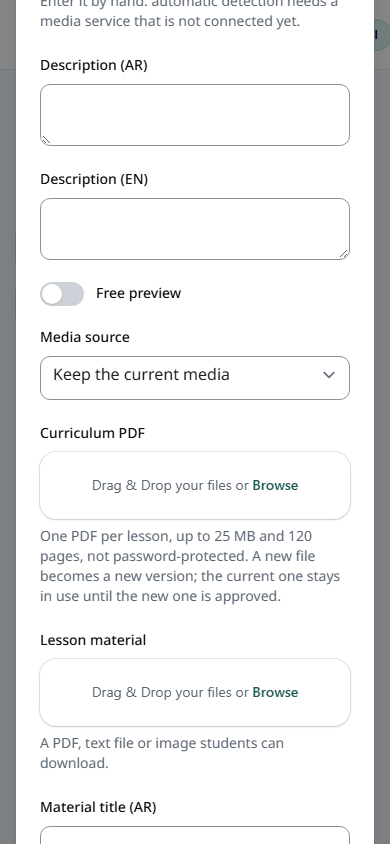 Enter it by hand: automatic detection needs a
media service that is not connected yet.
Description (AR)
Description (EN)
Free preview
Media source
Keep the current media
Curriculum PDF
Drag & Drop your files or Browse
One PDF per lesson, up to 25 MB and 120
pages, not password-protected. A new file
becomes a new version; the current one stays
in use until the new one is approved.
Lesson material
Drag & Drop your files or Browse
A PDF, text file or image students can
download.
Material title (AR)